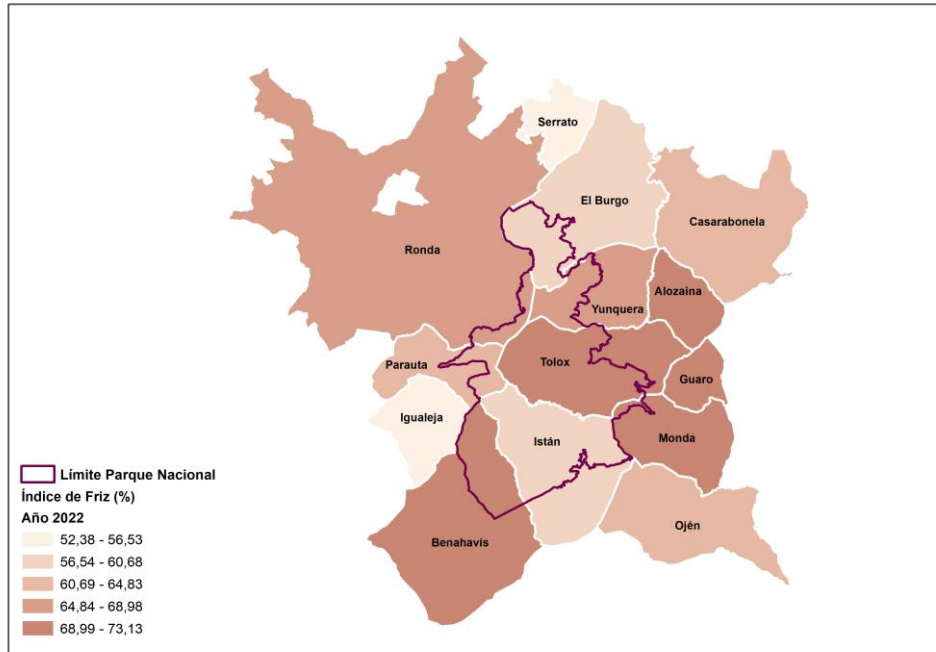 Serrato
El Burgo
Casarabonela
Ronda
Alozaina
Yunquera
Parauta
Tolox
Guaro
Igualeja
Istán
Monda
Ojén
Benahavís
Límite Parque Nacional
Índice de Friz (%)
Año 2022
52,38 - 56,53
56,54 - 60,68
60,69 - 64,83
64,84 - 68,98
68,99 - 73,13